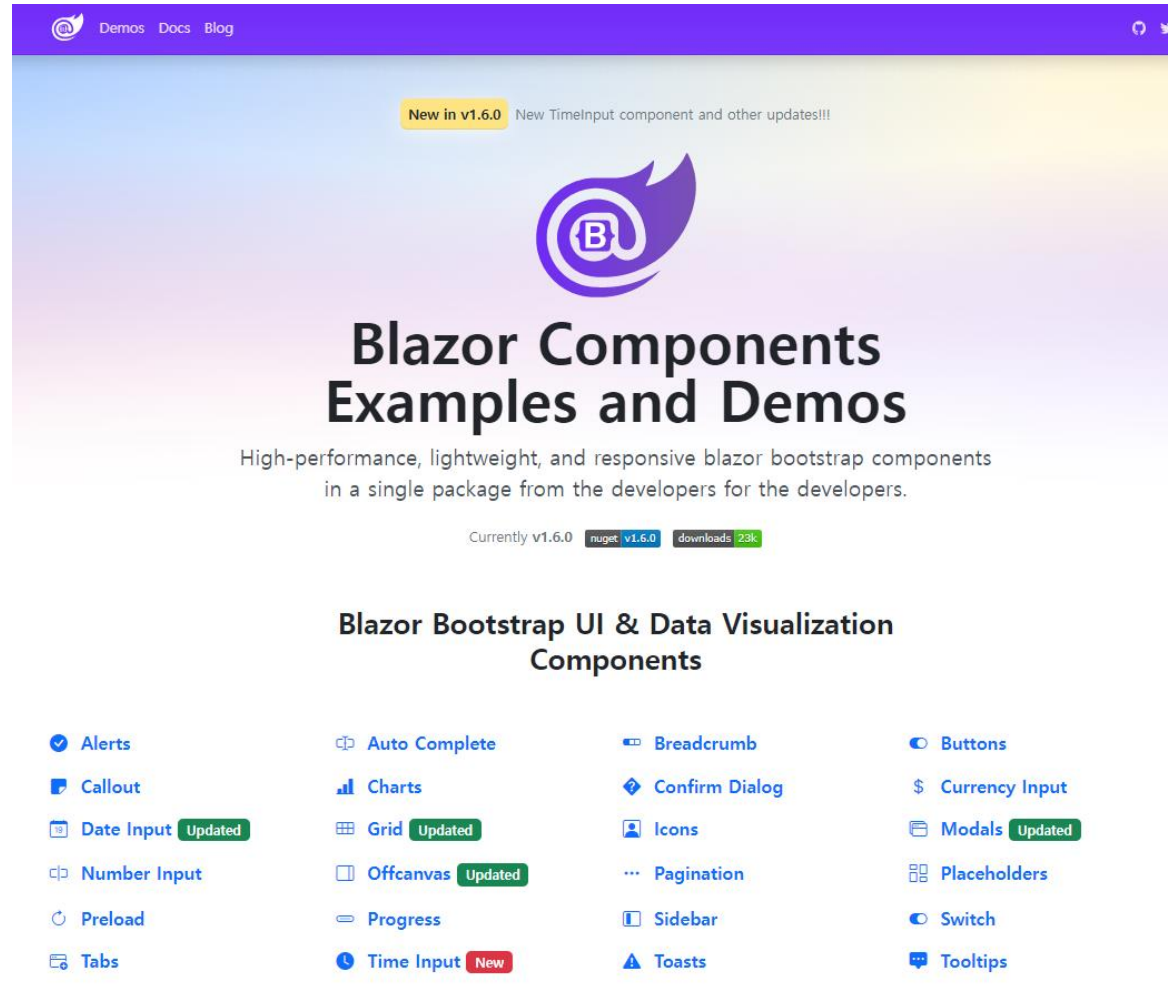 Demos Docs Blog
New in v1.6.0 New TimeInput component and other updates!!!
B
Blazor Components
Examples and Demos
High-performance, lightweight, and responsive blazor bootstrap components
in a single package from the developers for the developers.
Currently v1.6.0 nuget v1.6.0 downloads 23k
Blazor Bootstrap UI & Data Visualization
Components
Alerts Auto Complete Breadcrumb Buttons
Callout Charts Confirm Dialog $ Currency Input
19 Date Input Updated Grid Updated Icons Modals Updated
Number Input Offcanvas Updated Pagination Placeholders
Preload Progress Sidebar Switch
Tabs Time Input New Toasts Tooltips